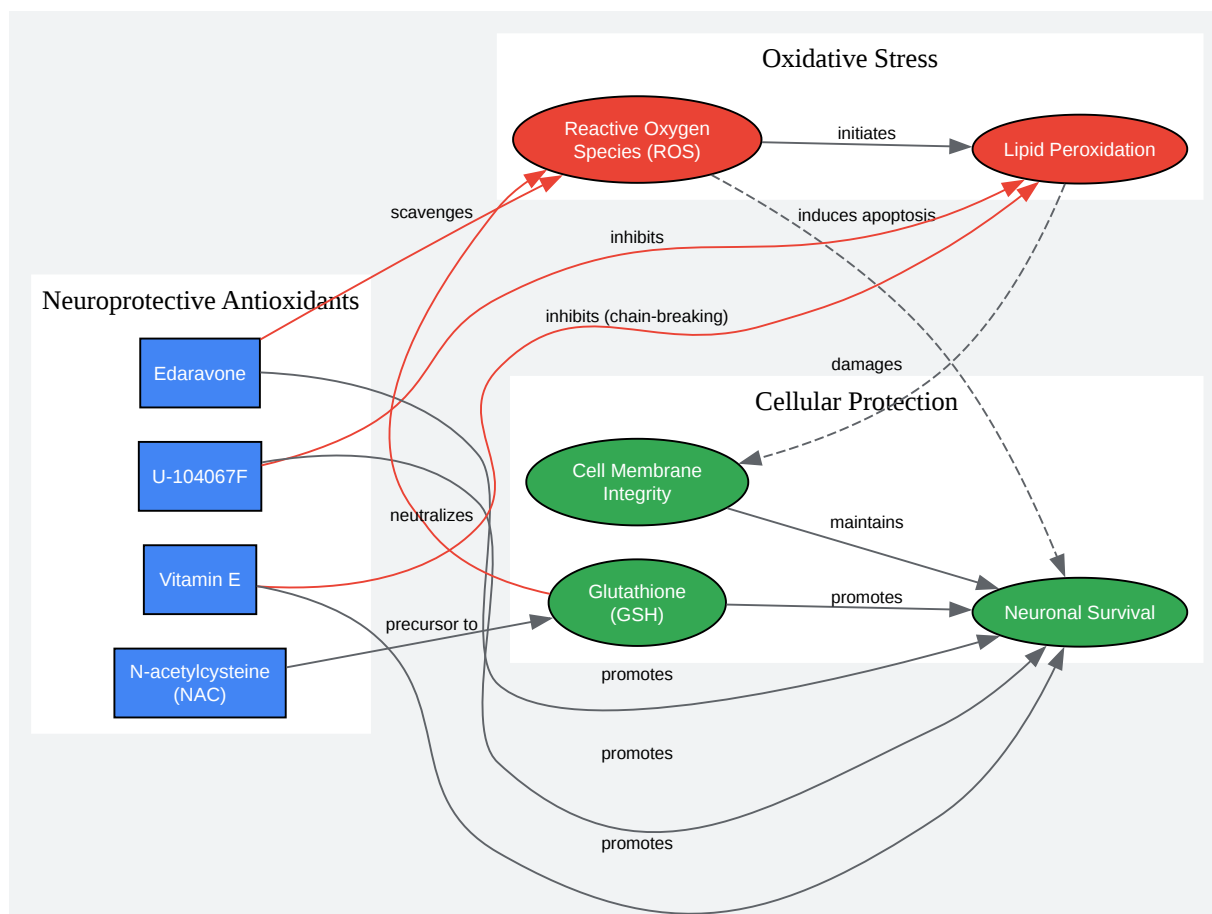 Oxidative Stress
Reactive Oxygen
Species (ROS)
initiates
Lipid Peroxidation
scavenges
induces apoptosis
inhibits
Neuroprotective Antioxidants
inhibits (chain-breaking)
Edaravone
damages
Cellular Protection
U-104067F
Cell Membrane
Integrity
neutralizes
maintains
Vitamin E
Glutathione
(GSH)
promotes
Neuronal Survival
precursor to
N-acetylcysteine
(NAC)
promotes
promotes
promotes